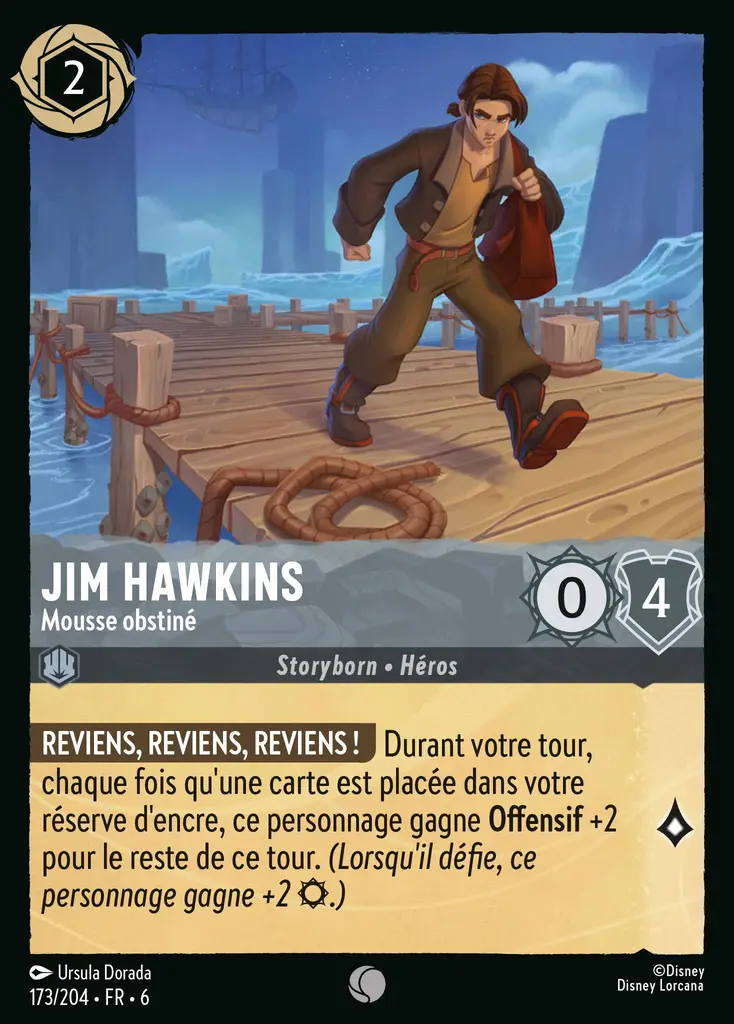 2
JIM HAWKINS
Mousse obstiné
0
4
Storyborn • Héros
REVIENS, REVIENS, REVIENS ! Durant votre tour,
chaque fois qu'une carte est placée dans votre
réserve d'encre, ce personnage gagne Offensif +2
pour le reste de ce tour. (Lorsqu'il défie, ce
personnage gagne +2 .)
Ursula Dorada
173/204 • FR • 6
©Disney
Disney Lorcana